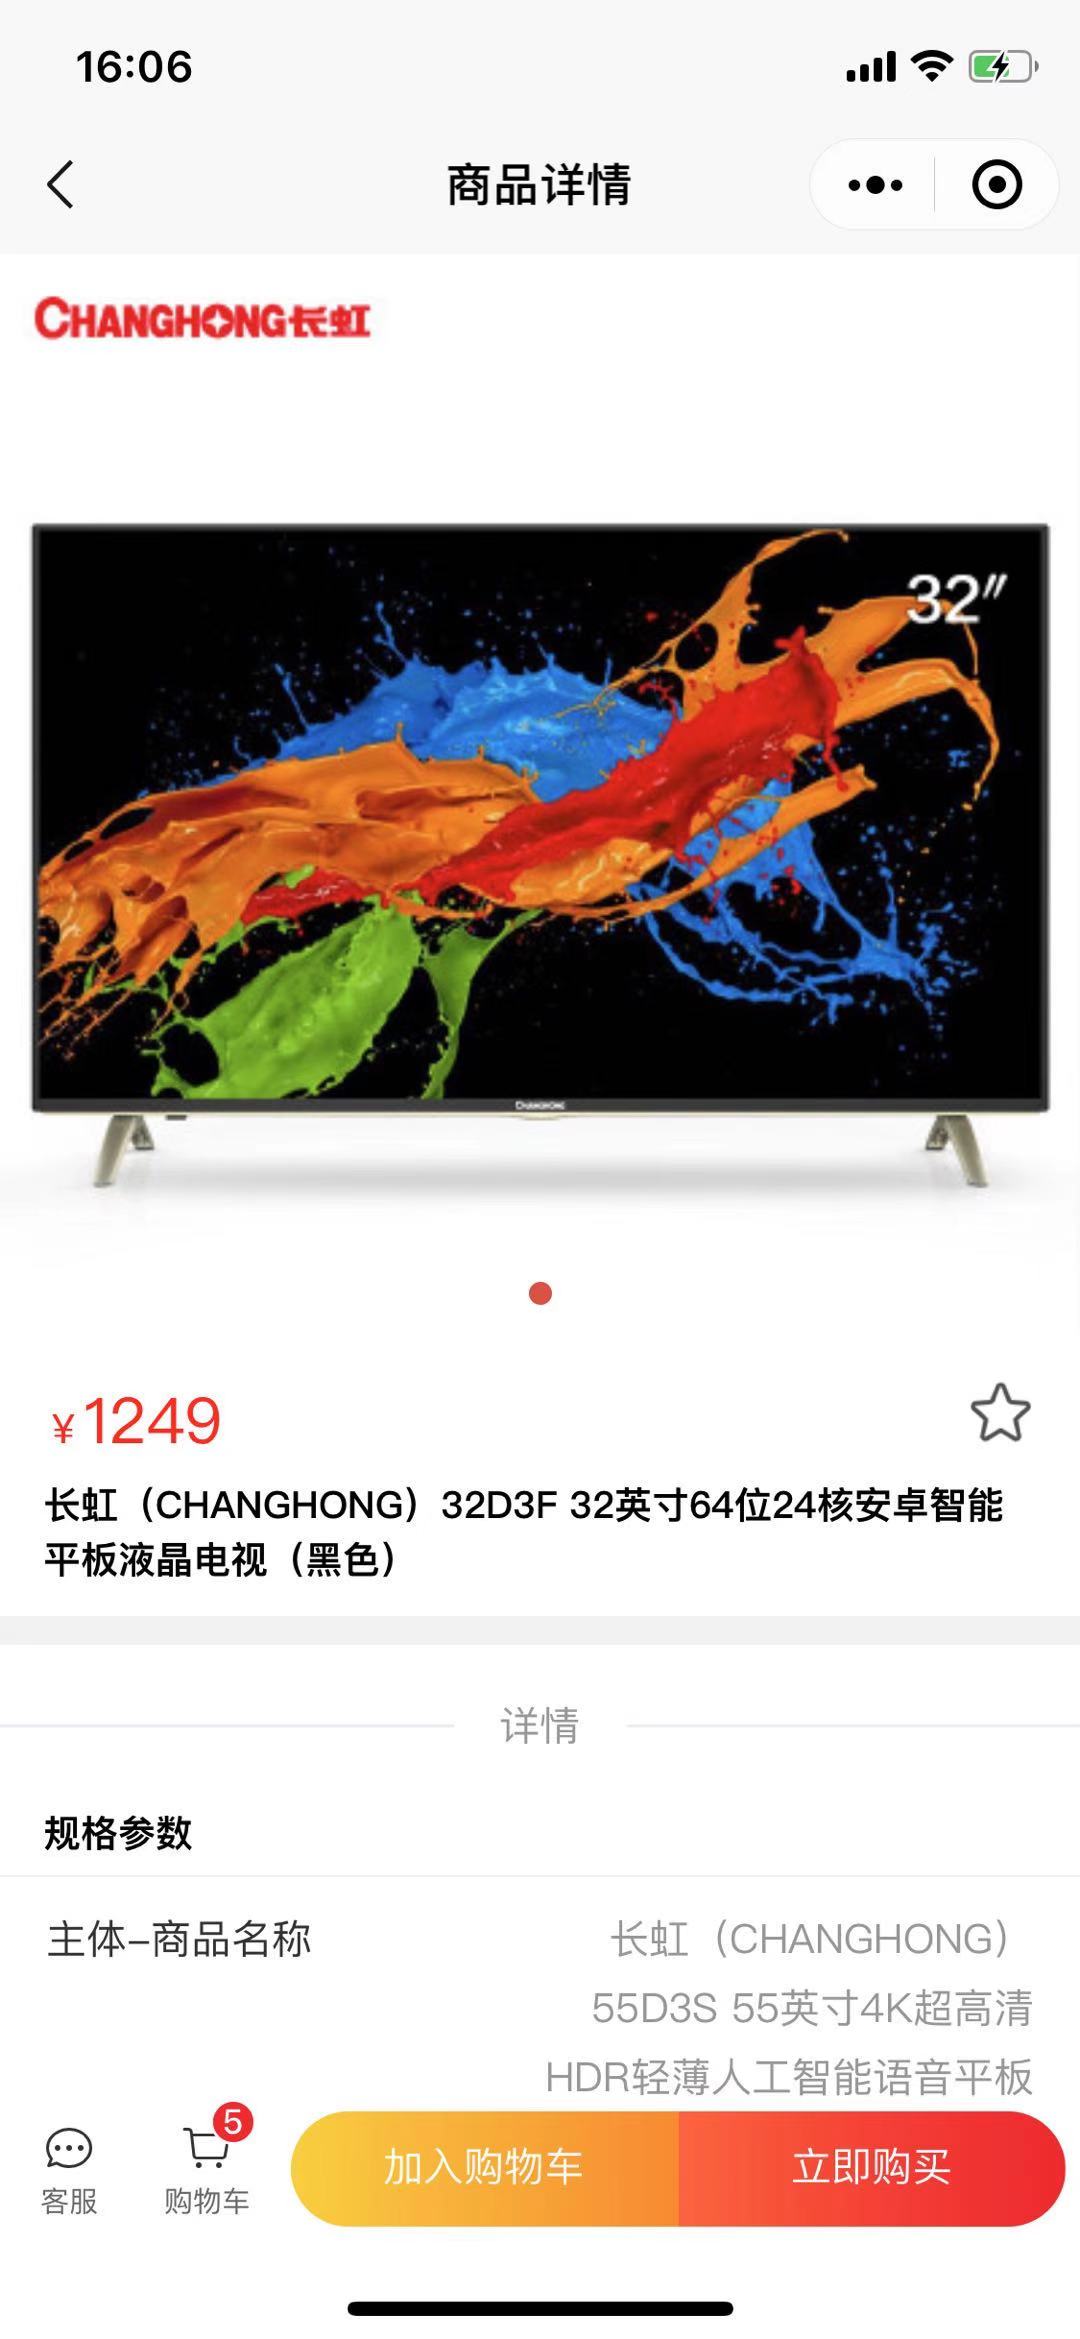 16:06
商品详情
CHANGHONG长虹
32"
CHANGHONG
¥1249
长虹（CHANGHONG）32D3F 32英寸64位24核安卓智能
平板液晶电视（黑色）
详情
规格参数
主体-商品名称
长虹（CHANGHONG）
55D3S 55英寸4K超高清
HDR轻薄人工智能语音平板
5
客服
购物车
加入购物车
立即购买